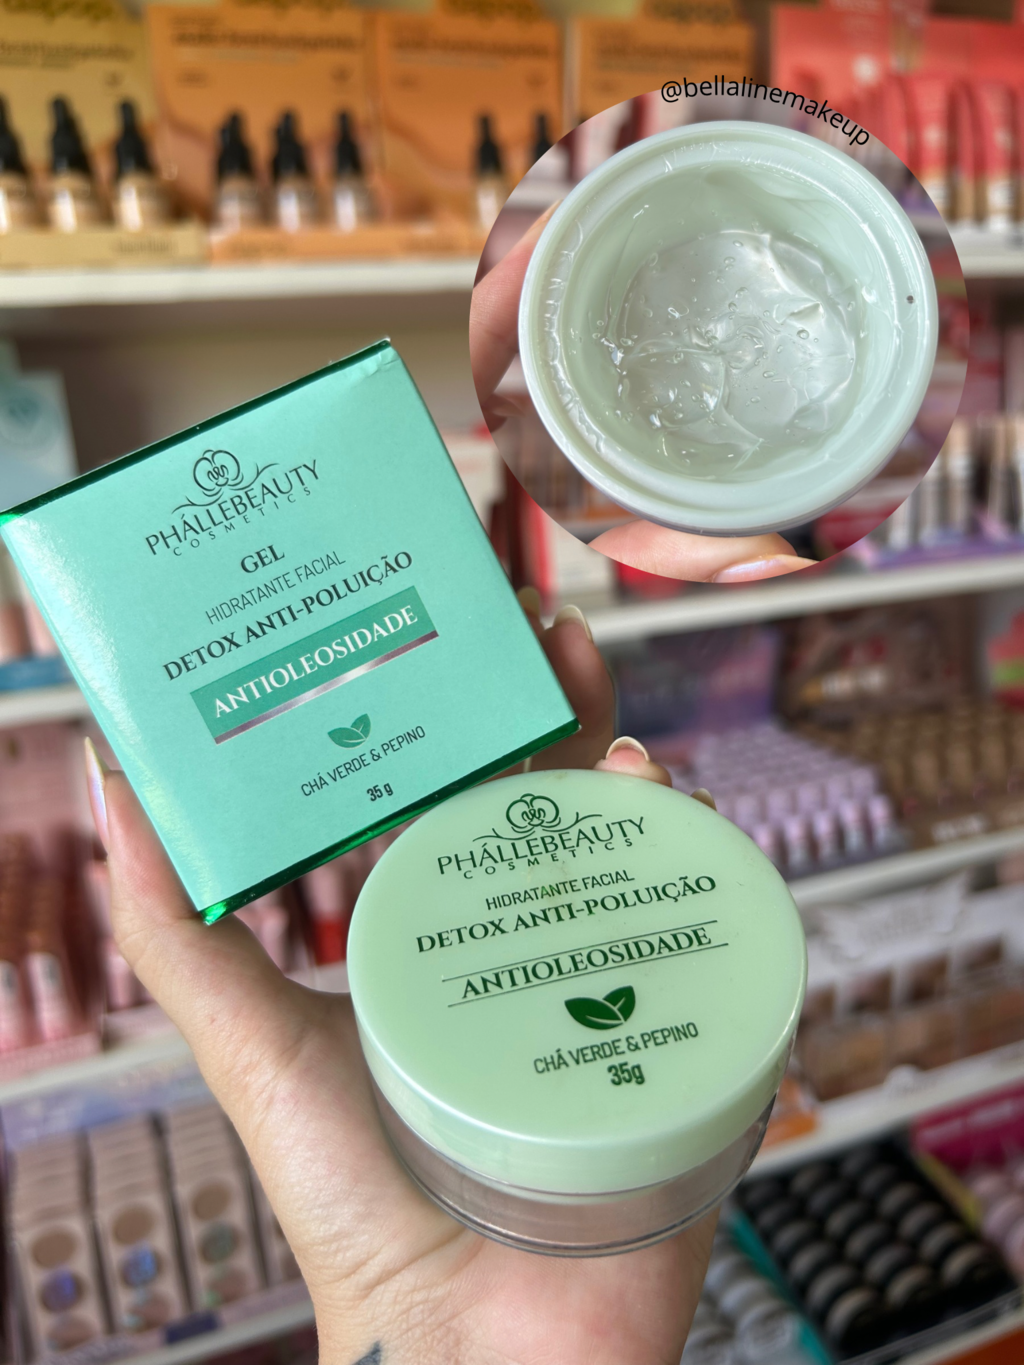 @bellalinemakeup
PHÁLLEBEAUTY
COSMETICS
GEL
HIDRATANTE FACIAL
DETOX ANTI-POLUIÇÃO
ANTIOLEOSIDADE
CHÁ VERDE & PEPINO
35 g
PHÁLLEBEAUTY
COSMETICS
HIDRATANTE FACIAL
DETOX ANTI-POLUIÇÃO
ANTIOLEOSIDADE
CHÁ VERDE & PEPINO
35g